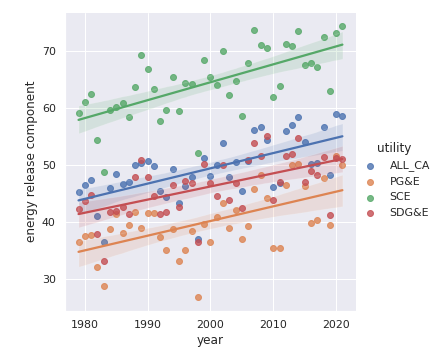 70
60
50
40
30
energy release component
1980
1990
2000
2010
2020
year
utility
ALL_CA
PG&E
SCE
SDG&E